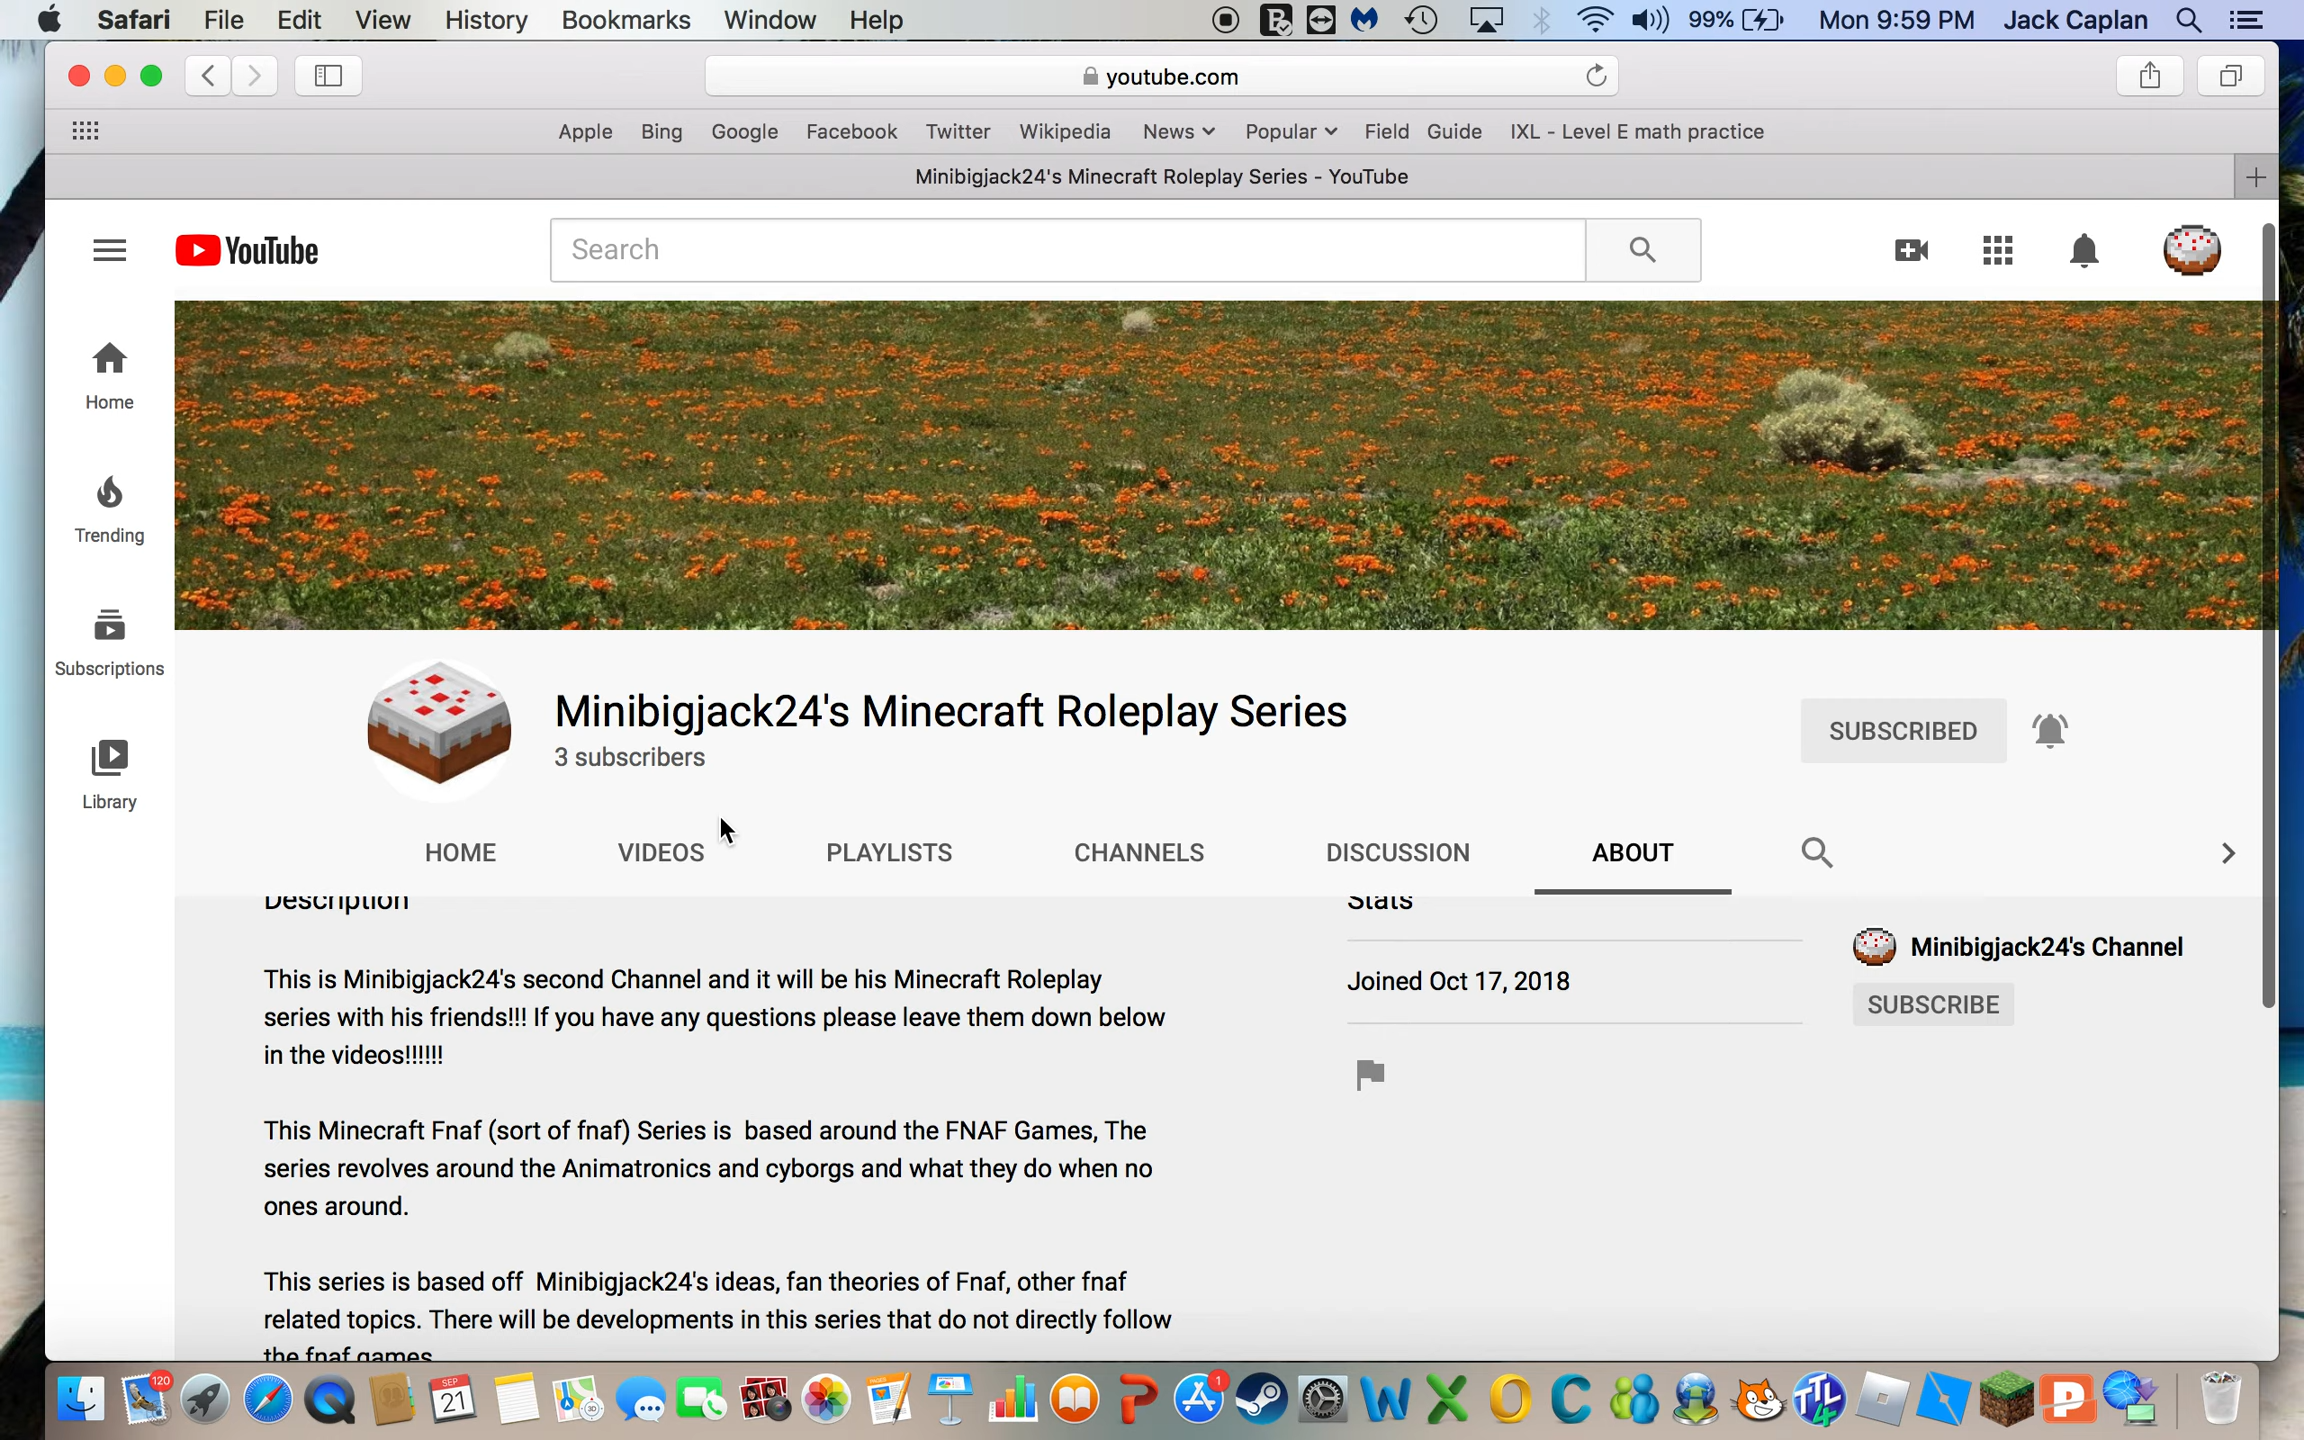 Safari File Edit View History Bookmarks Window Help 99% Mon 9:59 PM Jack Caplan
youtube.com
Apple Bing Google Facebook Twitter Wikipedia News Popular Field Guide IXL - Level E math practice
Minibigjack24's Minecraft Roleplay Series - YouTube
YouTube
Search
Home
Trending
Subscriptions
Library
Minibigjack24's Minecraft Roleplay Series
3 subscribers
SUBSCRIBED
HOME VIDEOS PLAYLISTS CHANNELS DISCUSSION ABOUT
Description
This is Minibigjack24's second Channel and it will be his Minecraft Roleplay
series with his friends!!! If you have any questions please leave them down below
in the videos!!!!!!
This Minecraft Fnaf (sort of fnaf) Series is based around the FNAF Games, The
series revolves around the Animatronics and cyborgs and what they do when no
ones around.
This series is based off Minibigjack24's ideas, fan theories of Fnaf, other fnaf
related topics. There will be developments in this series that do not directly follow
the fnaf games
Stats
Joined Oct 17, 2018
Minibigjack24's Channel
SUBSCRIBE
120
SEP
21
3D
1
TTL
4